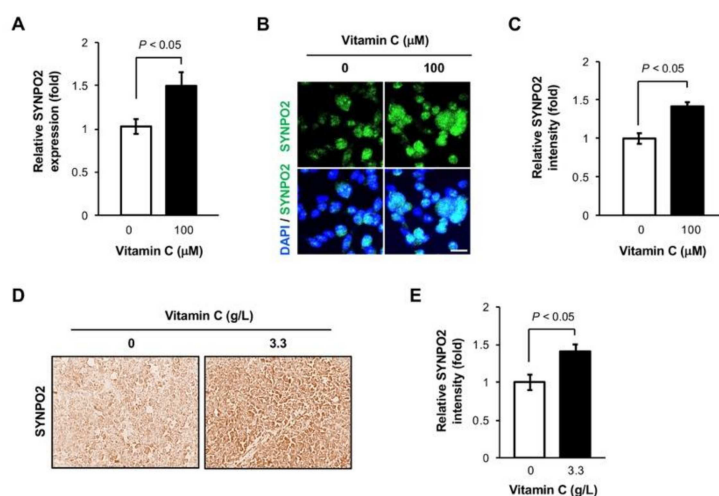 A
Relative SYNPO2
expression (fold)
2
1.5
1
0.5
0
P < 0.05
0 100
Vitamin C (μM)
B
Vitamin C (μM)
0 100
SYNPO2
DAPI / SYNPO2
C
Relative SYNPO2
intensity (fold)
2
1.5
1
0.5
0
P < 0.05
0 100
Vitamin C (μM)
D
Vitamin C (g/L)
0 3.3
SYNPO2
E
Relative SYNPO2
intensity (fold)
2
1.5
1
0.5
0
P < 0.05
0 3.3
Vitamin C (g/L)